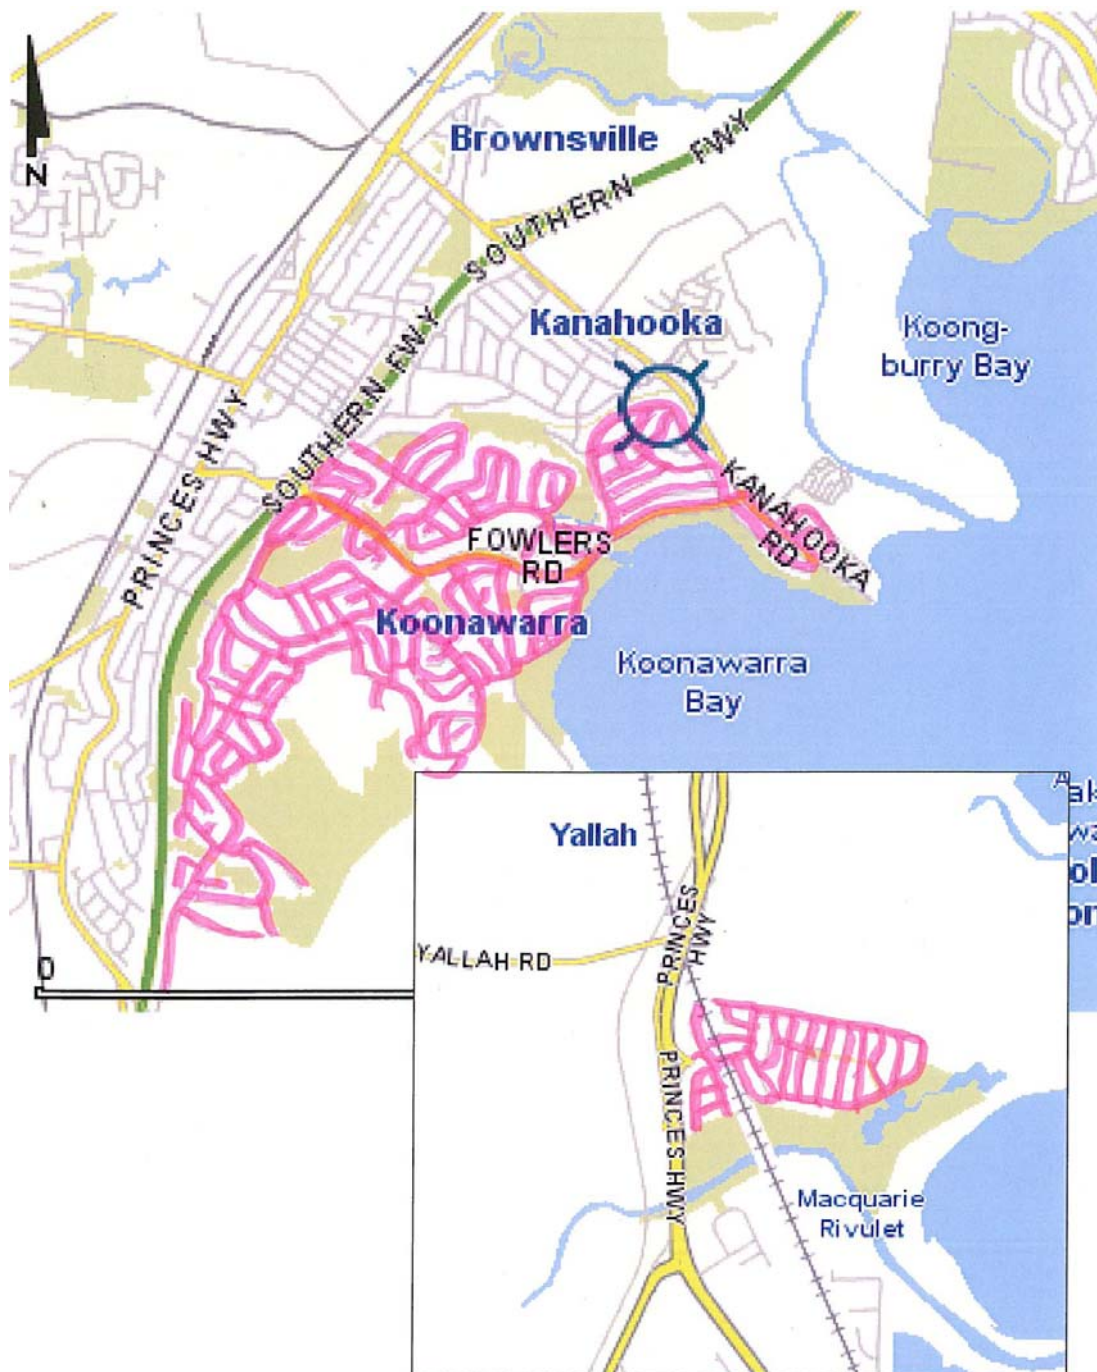 N
Brownsville
SOUTHERN FWY
Kanahooka
Koong-
burry Bay
SOUTHERN FWY
PRINCES HWY
KANAHOOKA
RD
FOWLERS
RD
Koonawarra
Koonawarra
Bay
Yallah
PRINCES
HWY
YALLAH RD
0
PRINCES HWY
Macquarie
Rivulet